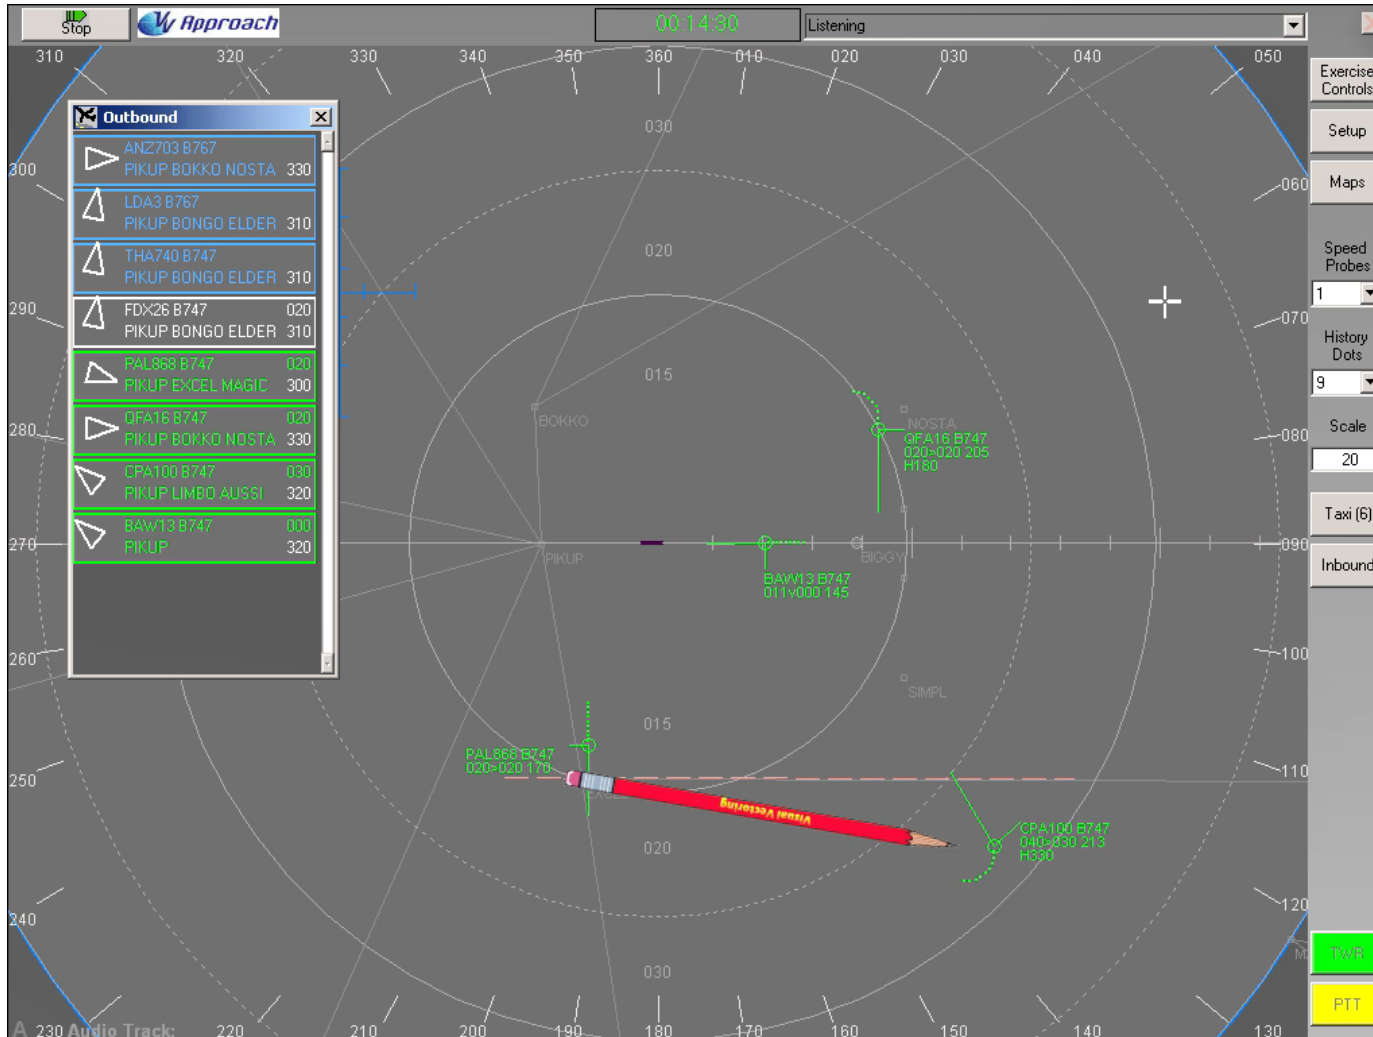 Stop
VV Approach
00:14:30
Listening
310
320
330
340
350
360
010
020
030
040
050
Exercise
Controls
Setup
Maps
Speed
Probes
1
History
Dots
9
Scale
20
Taxi (6)
Inbound
TWR
PTT
Outbound
ANZ703 B767
PIKUP BOKKO NOSTA 330
LDA3 B767
PIKUP BONGO ELDER 310
THA740 B747
PIKUP BONGO ELDER 310
FDX26 B747 020
PIKUP BONGO ELDER 310
PAL868 B747 020
PIKUP EXCEL MAGIC 300
QFA16 B747 020
PIKUP BOKKO NOSTA 330
CPA100 B747 030
PIKUP LIMBO AUSSI 320
BAW13 B747 000
PIKUP 320
300
290
280
270
260
250
240
060
070
080
090
100
110
120
030
020
015
BOKKO
NOSTA
QFA16 B747
020>020 205
H180
PIKUP
BIGGY
BAW13 B747
011v000 145
SIMPL
015
PAL868 B747
020>020 170
Visual Vectoring
CPA100 B747
040>030 213
H330
020
030
A 230 Audio Track:
220
210
200
190
180
170
160
150
140
130